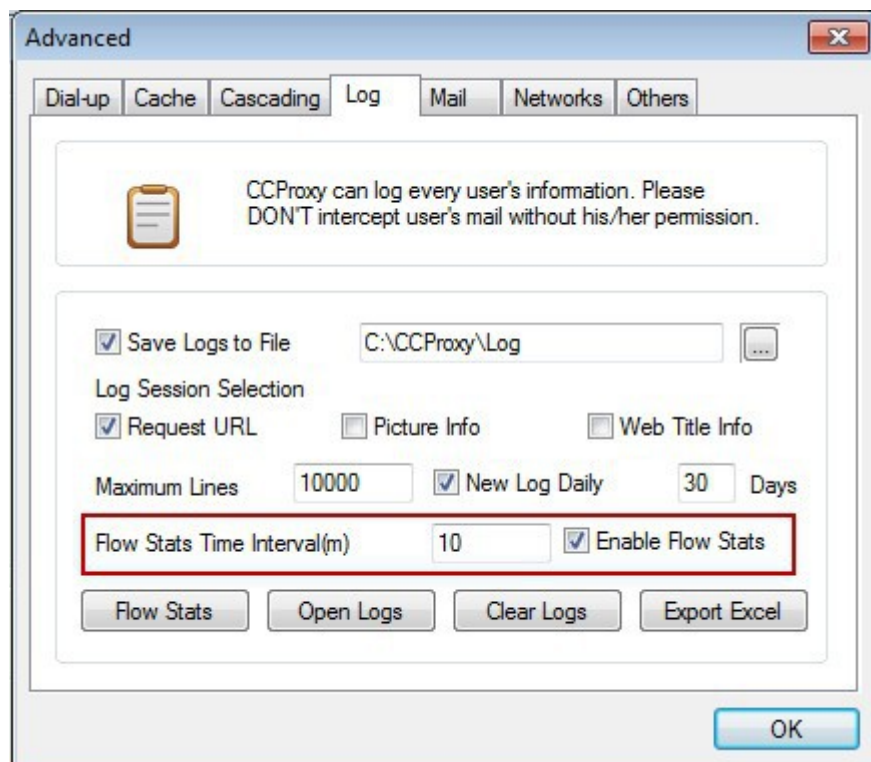 Advanced
Dial-up Cache Cascading Log Mail Networks Others
CCProxy can log every user's information. Please
DON'T intercept user's mail without his/her permission.
Save Logs to File C:\CCProxy\Log ...
Log Session Selection
Request URL Picture Info Web Title Info
Maximum Lines 10000 New Log Daily 30 Days
Flow Stats Time Interval(m) 10 Enable Flow Stats
Flow Stats Open Logs Clear Logs Export Excel
OK